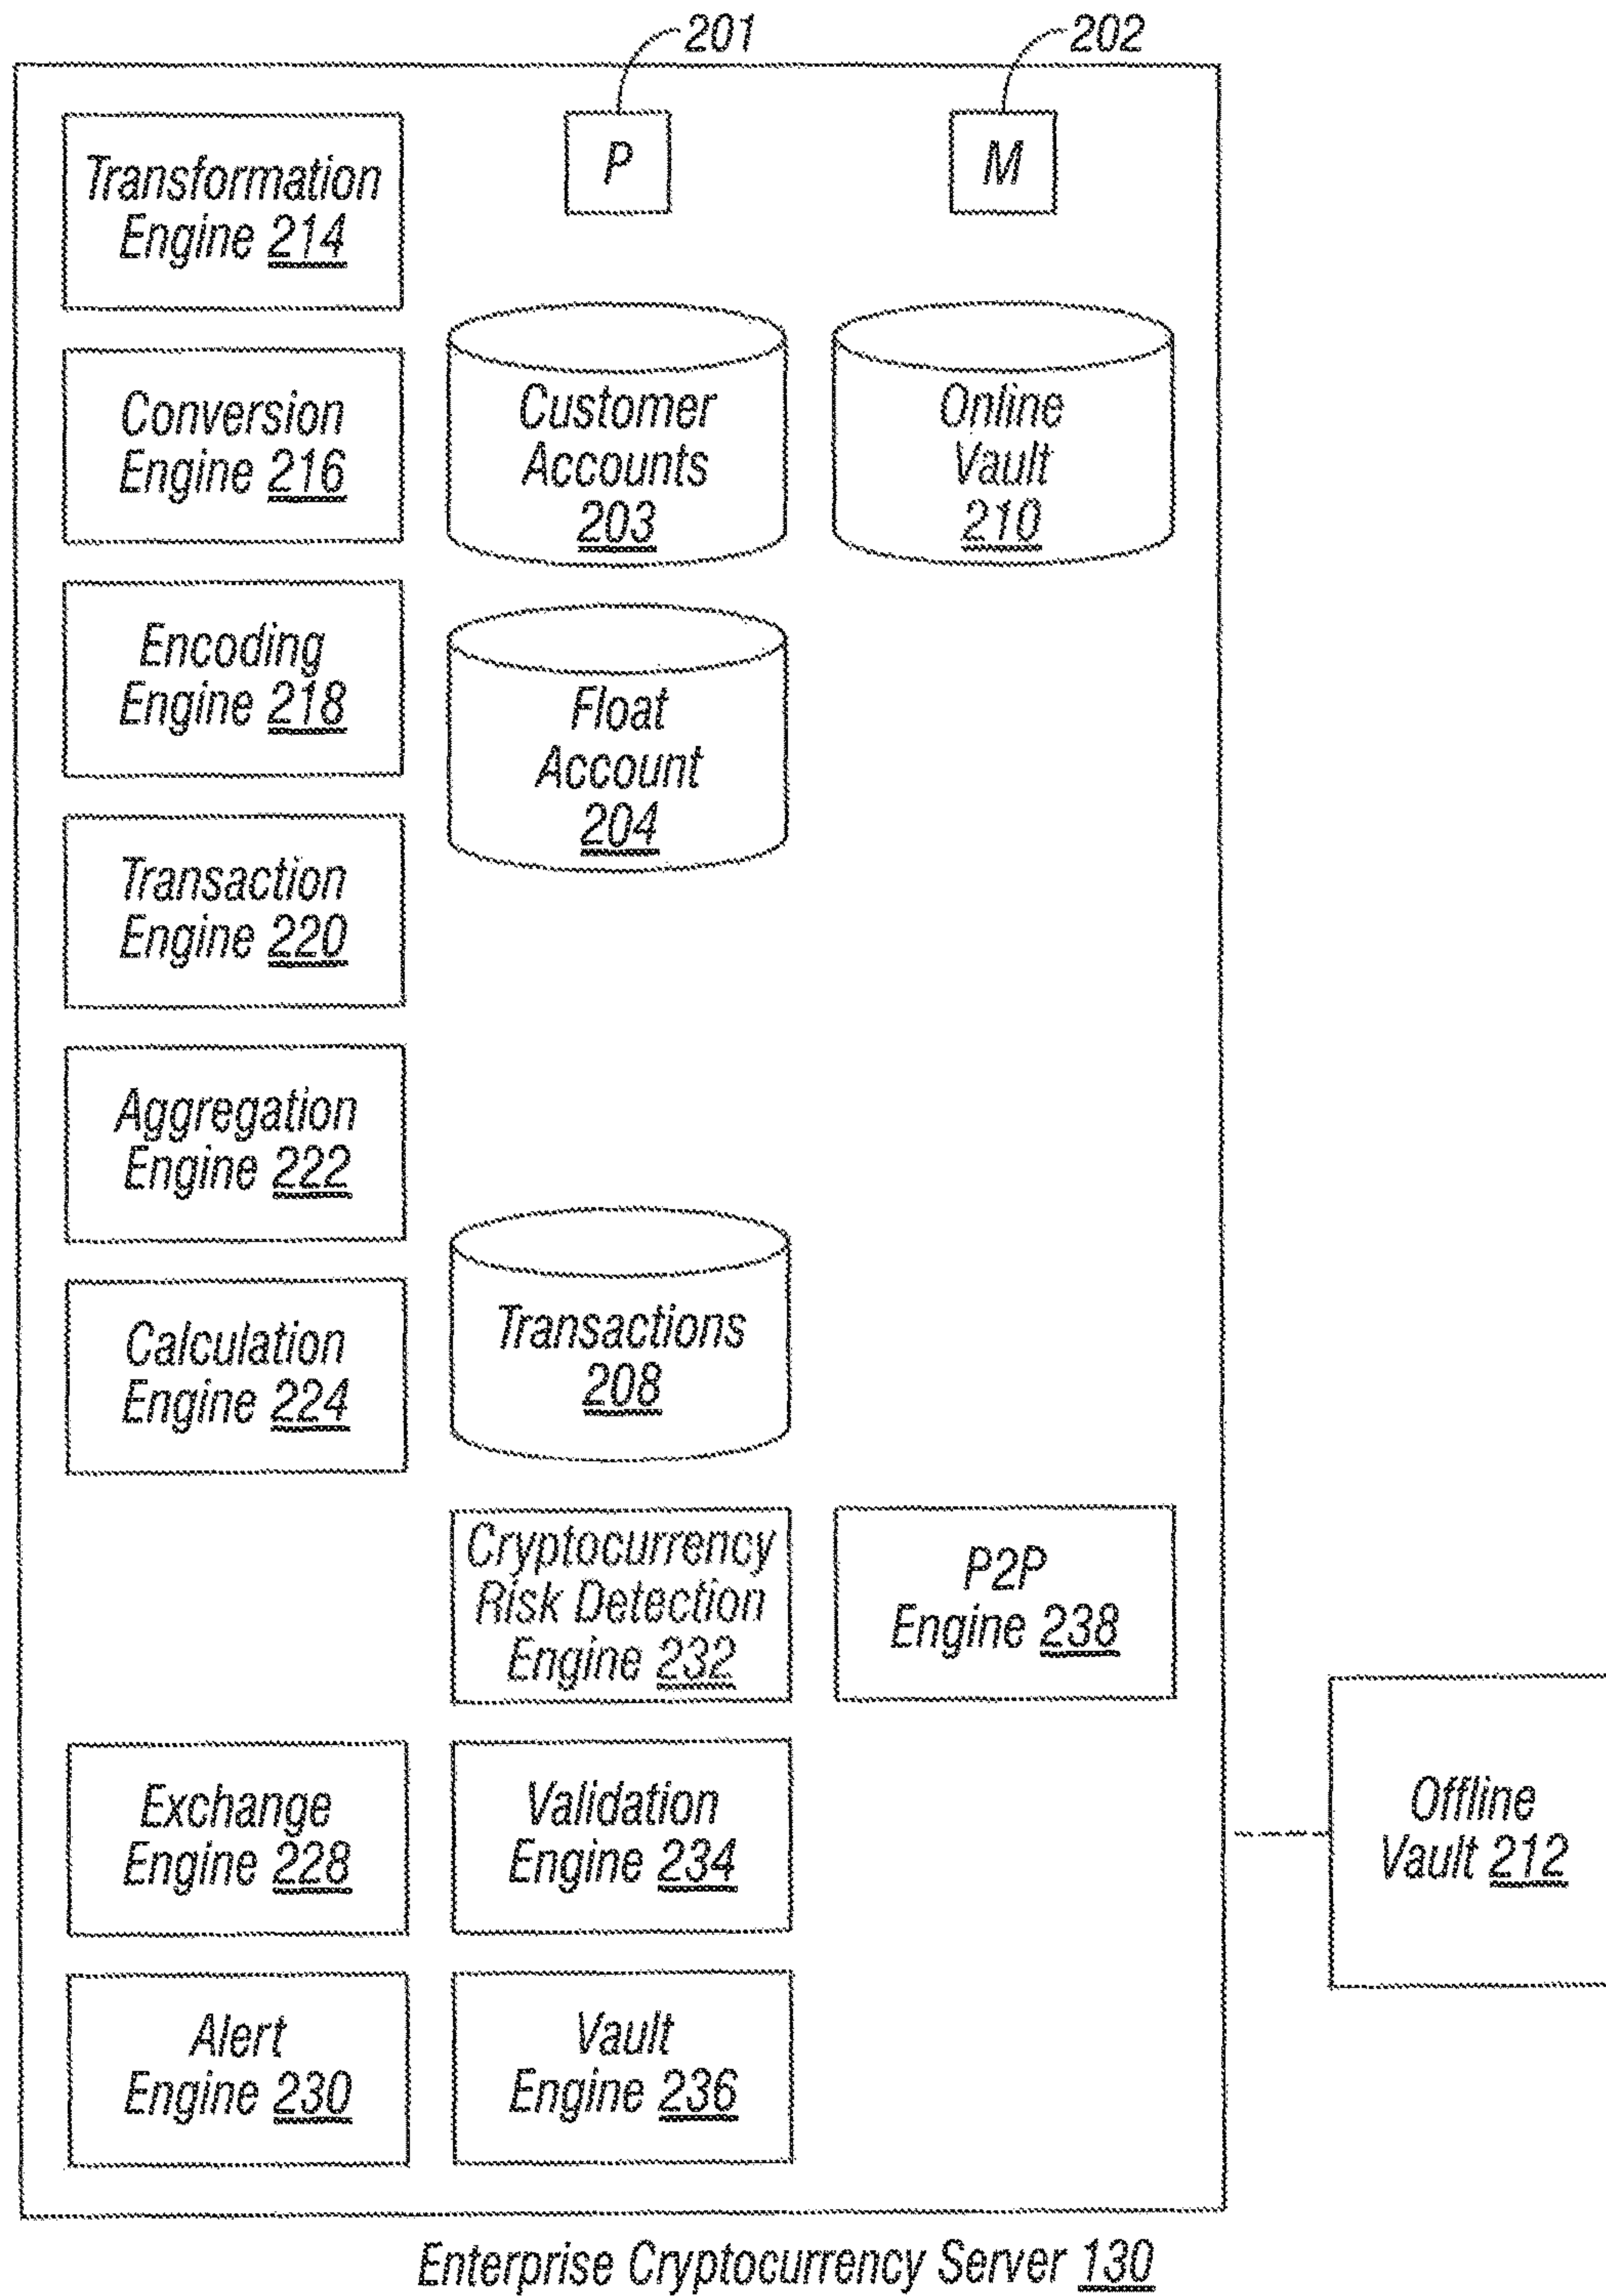 201
202
P
M
Transformation
Engine 214
Conversion
Engine 216
Customer
Accounts
203
Online
Vault
210
Encoding
Engine 218
Float
Account
204
Transaction
Engine 220
Aggregation
Engine 222
Calculation
Engine 224
Transactions
208
Cryptocurrency
Risk Detection
Engine 232
P2P
Engine 238
Exchange
Engine 228
Validation
Engine 234
Offline
Vault 212
Alert
Engine 230
Vault
Engine 236
Enterprise Cryptocurrency Server 130